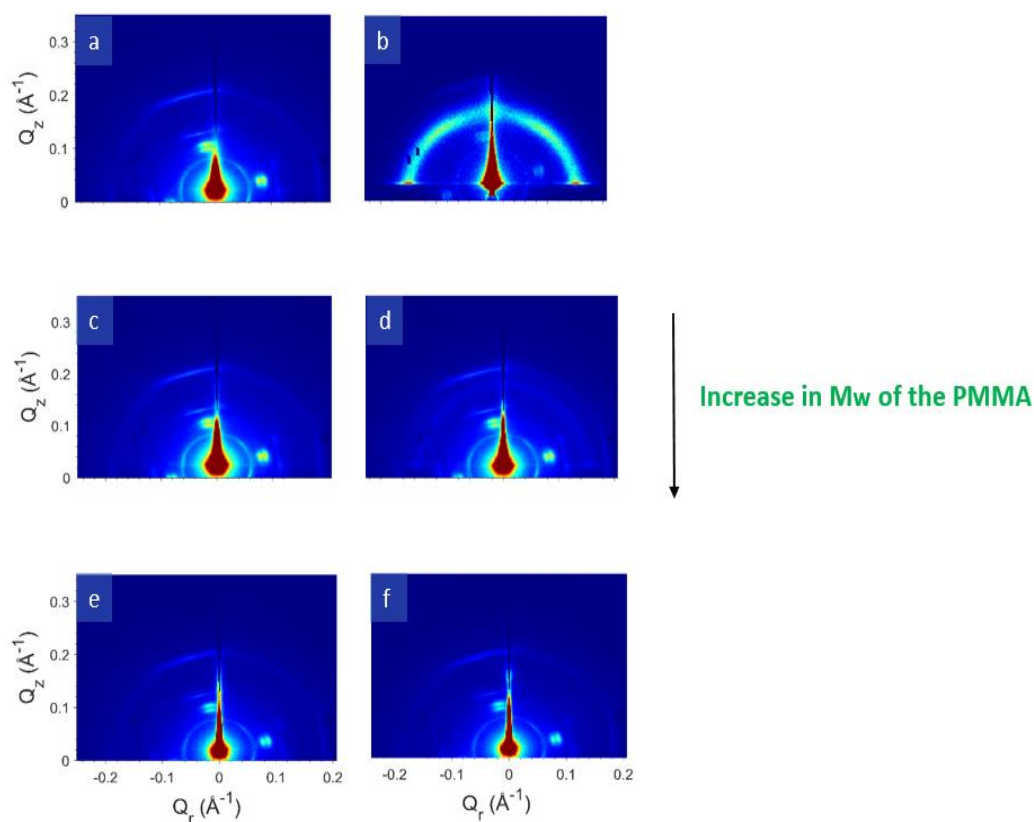 a
b
0.3
0.2
0.1
0
Q_z (Å^-1)
c
d
0.3
0.2
0.1
0
Q_z (Å^-1)
Increase in Mw of the PMMA
e
f
0.3
0.2
0.1
0
Q_z (Å^-1)
-0.2 -0.1 0 0.1 0.2
-0.2 -0.1 0 0.1 0.2
Q_r (Å^-1)
Q_r (Å^-1)